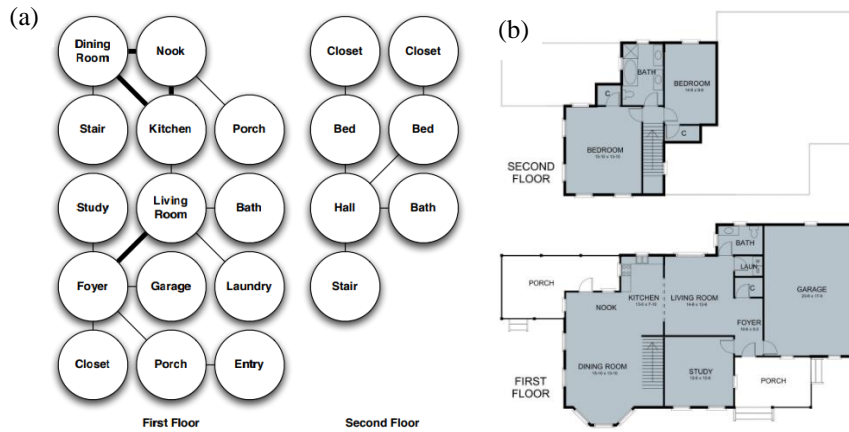 (a)
Dining
Room
Nook
Stair
Kitchen
Porch
Study
Living
Room
Bath
Foyer
Garage
Laundry
Closet
Porch
Entry
First Floor
Closet
Closet
Bed
Bed
Hall
Bath
Stair
Second Floor
(b)
BATH
BEDROOM
C
C
BEDROOM
SECOND
FLOOR
BATH
LAUN
PORCH
KITCHEN
LIVING ROOM
GARAGE
C
NOOK
FOYER
DINING ROOM
STUDY
PORCH
FIRST
FLOOR